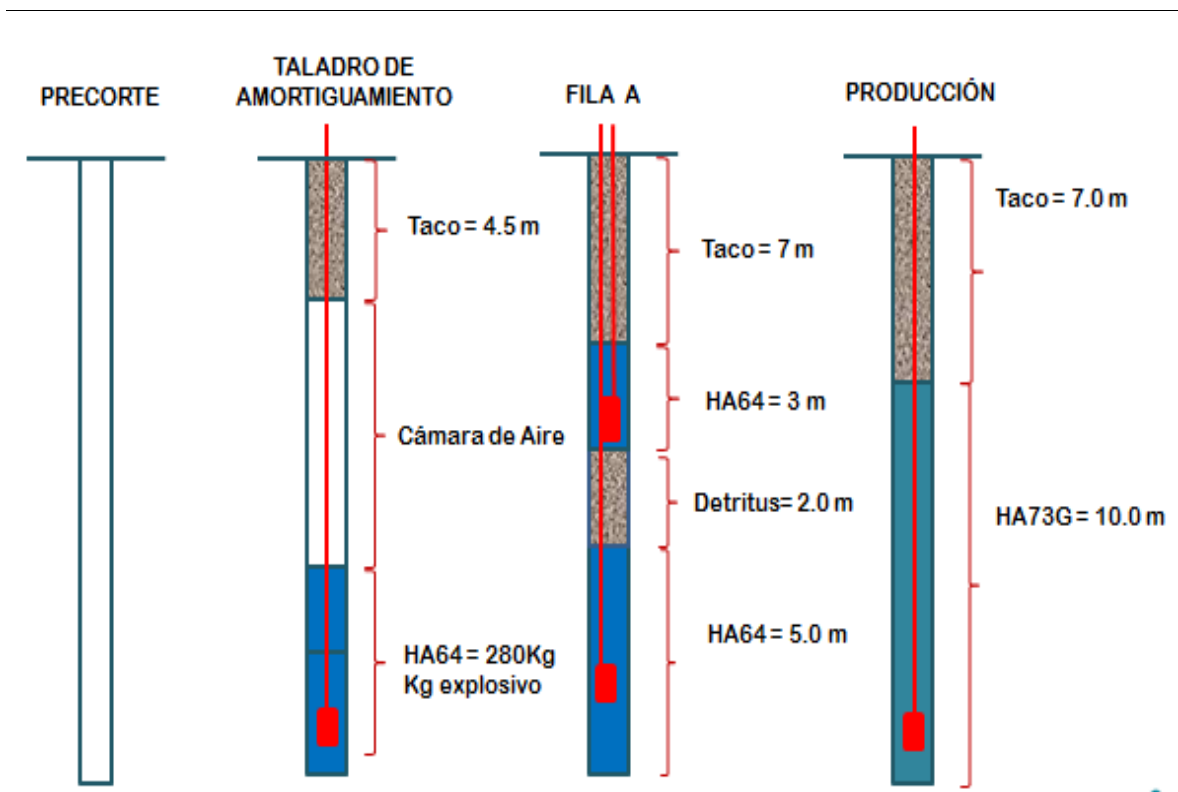 PRECORTE
TALADRO DE
AMORTIGUAMIENTO
FILA A
PRODUCCIÓN
Taco = 4.5 m
Cámara de Aire
HA64 = 280Kg
Kg explosivo
Taco = 7 m
HA64 = 3 m
Detritus= 2.0 m
HA64 = 5.0 m
Taco = 7.0 m
HA73G = 10.0 m